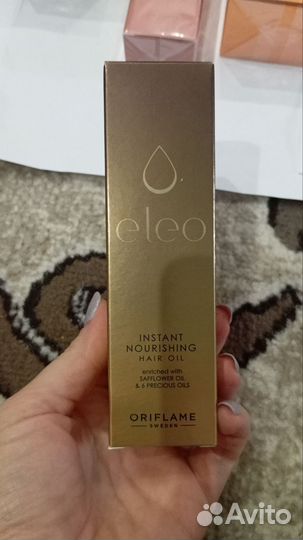 eleo
INSTANT
NOURISHING
HAIR OIL
enriched with
SAFFLOWER OIL
& 6 PRECIOUS OILS
ORIFLAME
SWEDEN
Avito